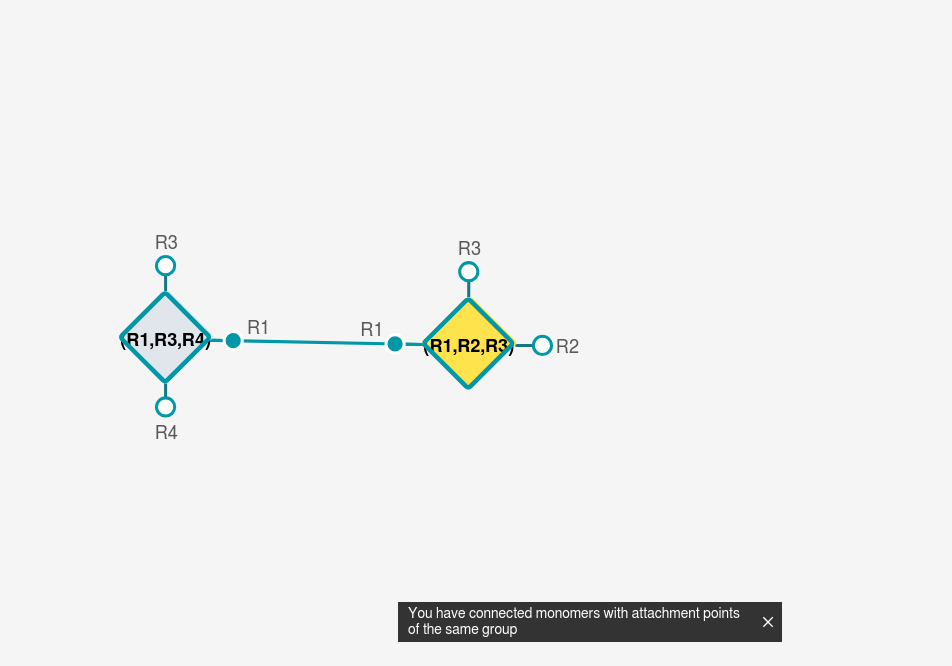 R3
R3
R1
R1
(R1,R3,R4)
(R1,R2,R3)
R2
R4
You have connected monomers with attachment points
of the same group